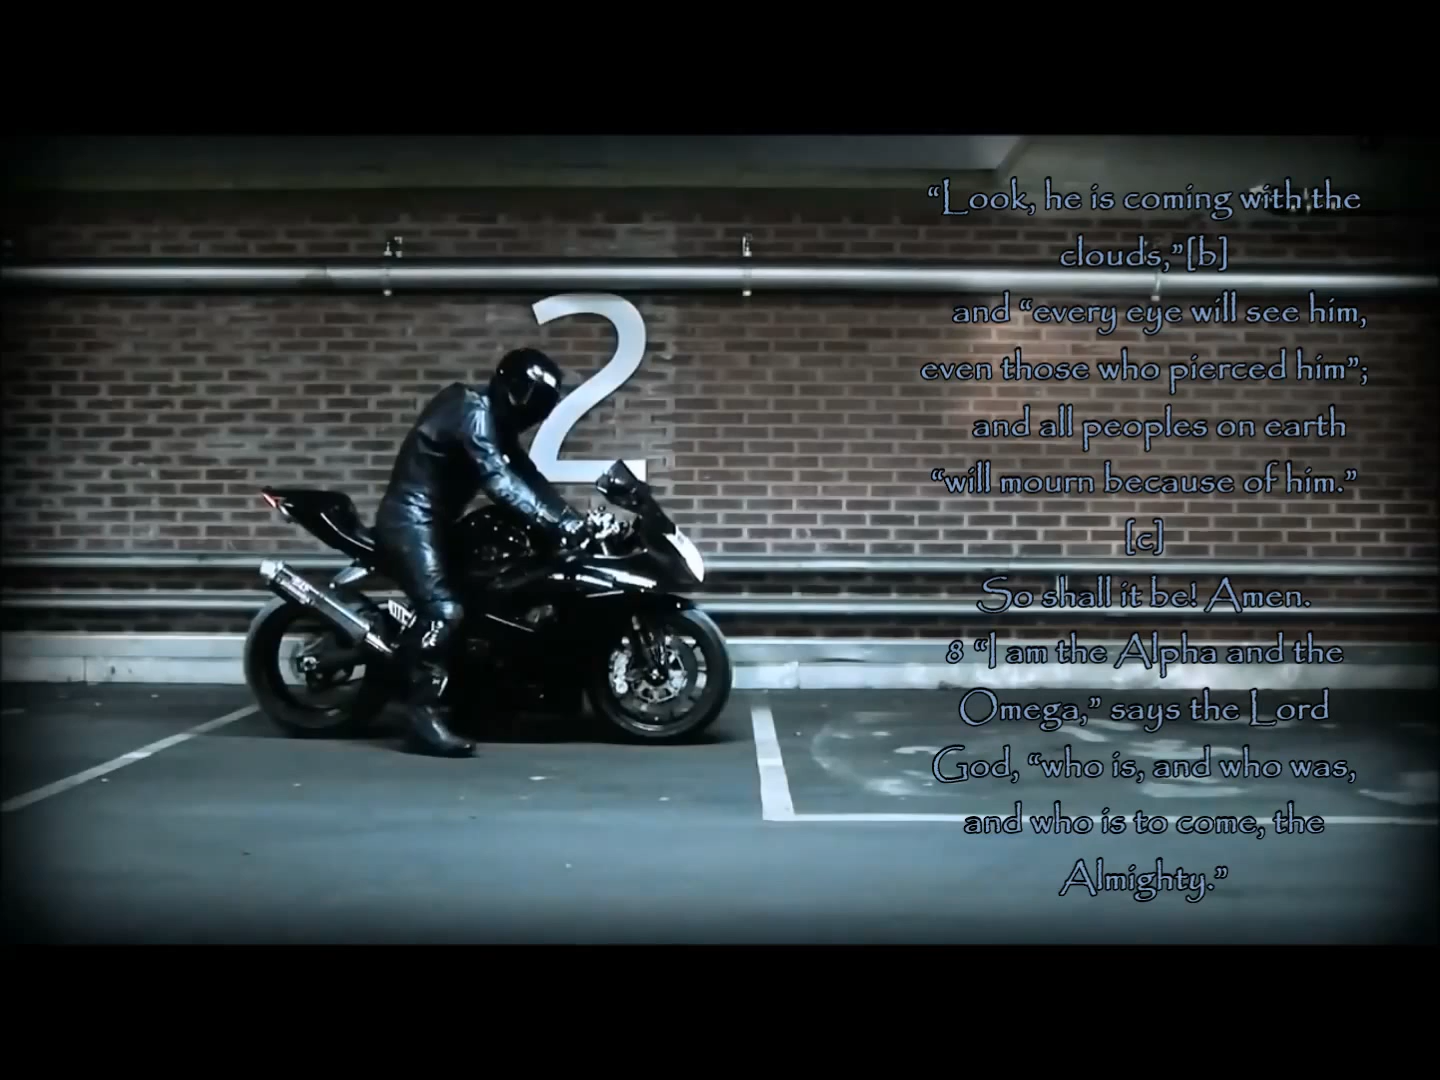 2
“Look, he is coming with the
clouds,”[b]
and “every eye will see him,
even those who pierced him”;
and all peoples on earth
“will mourn because of him.”
[c]
So shall it be! Amen.
8 “I am the Alpha and the
Omega,” says the Lord
God, “who is, and who was,
and who is to come, the
Almighty.”